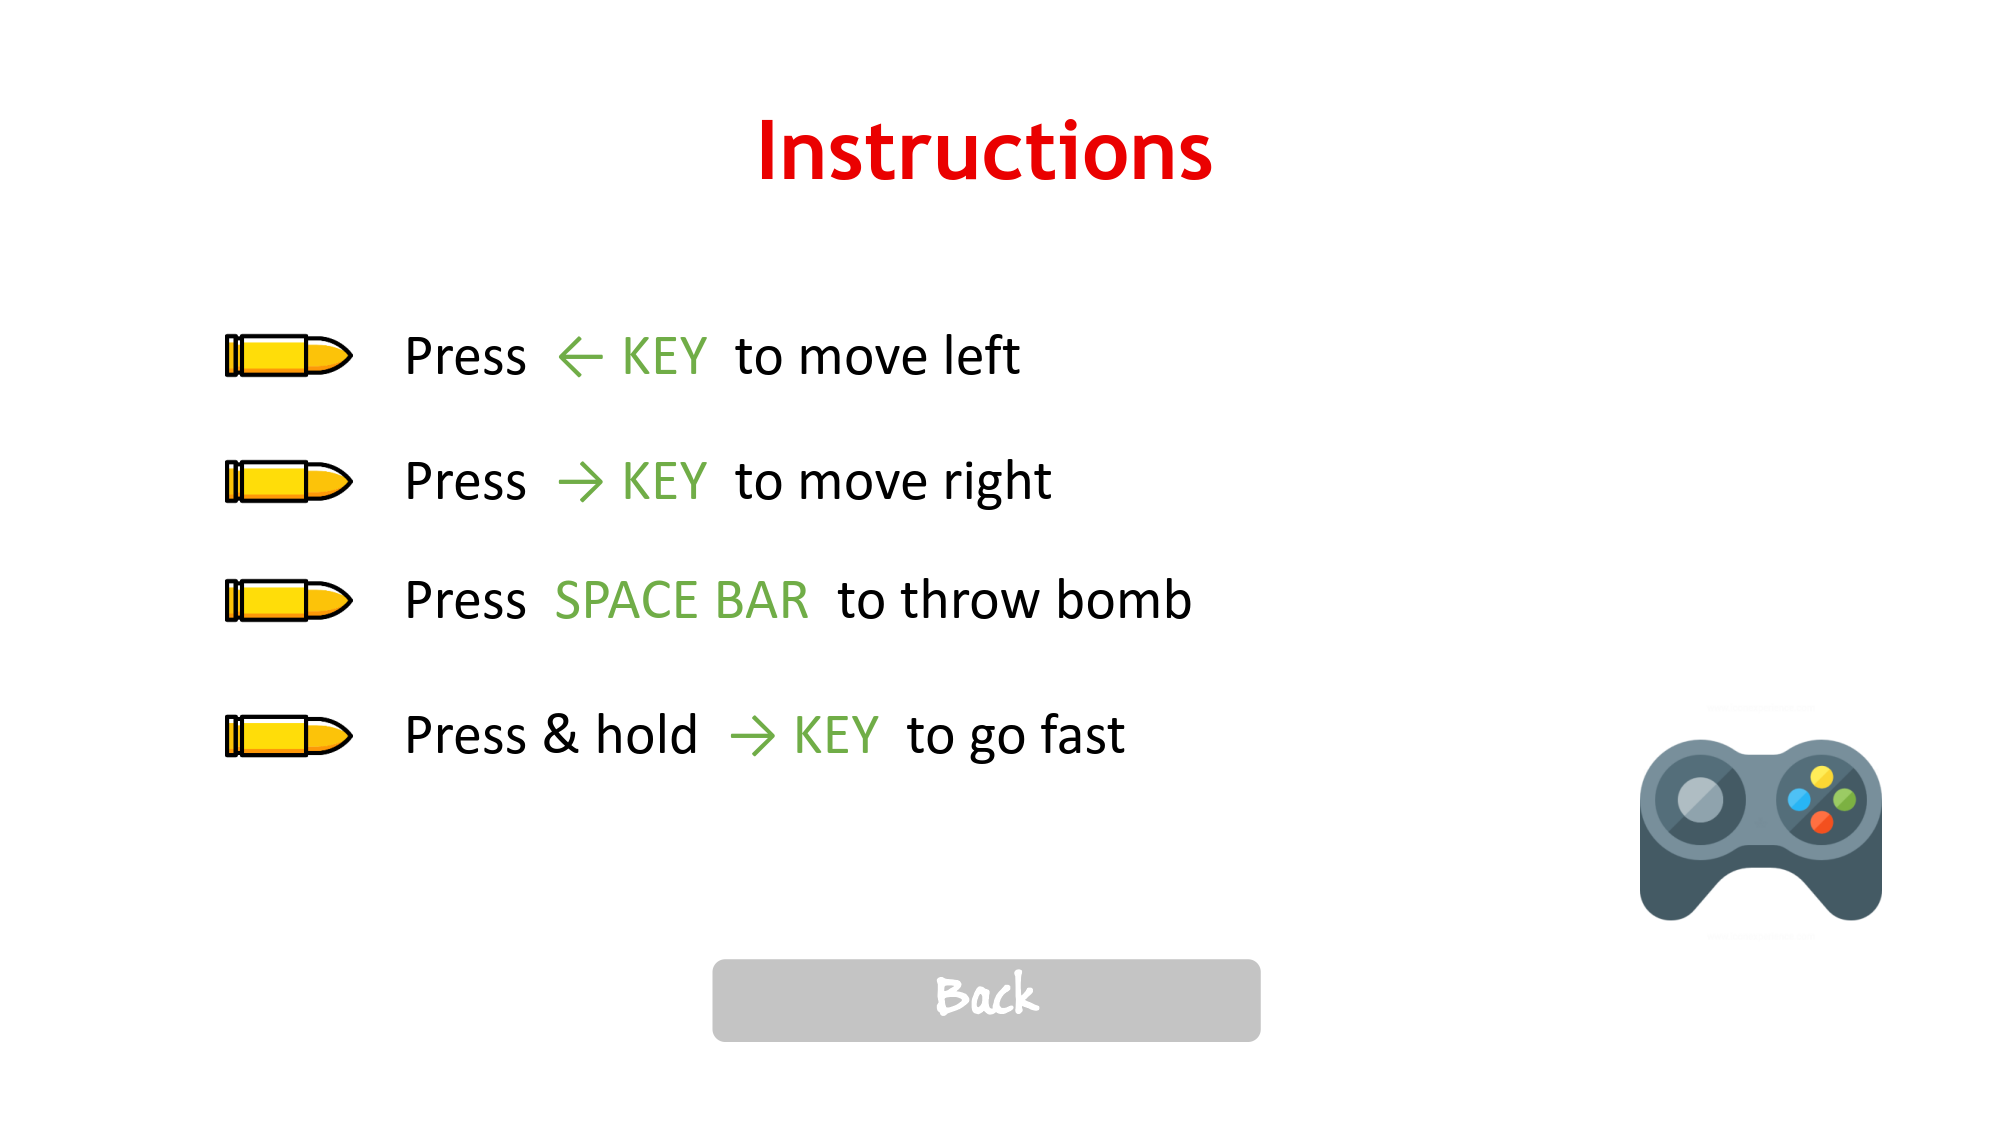 Instructions
Press ← KEY to move left
Press → KEY to move right
Press SPACE BAR to throw bomb
Press & hold → KEY to go fast
Back